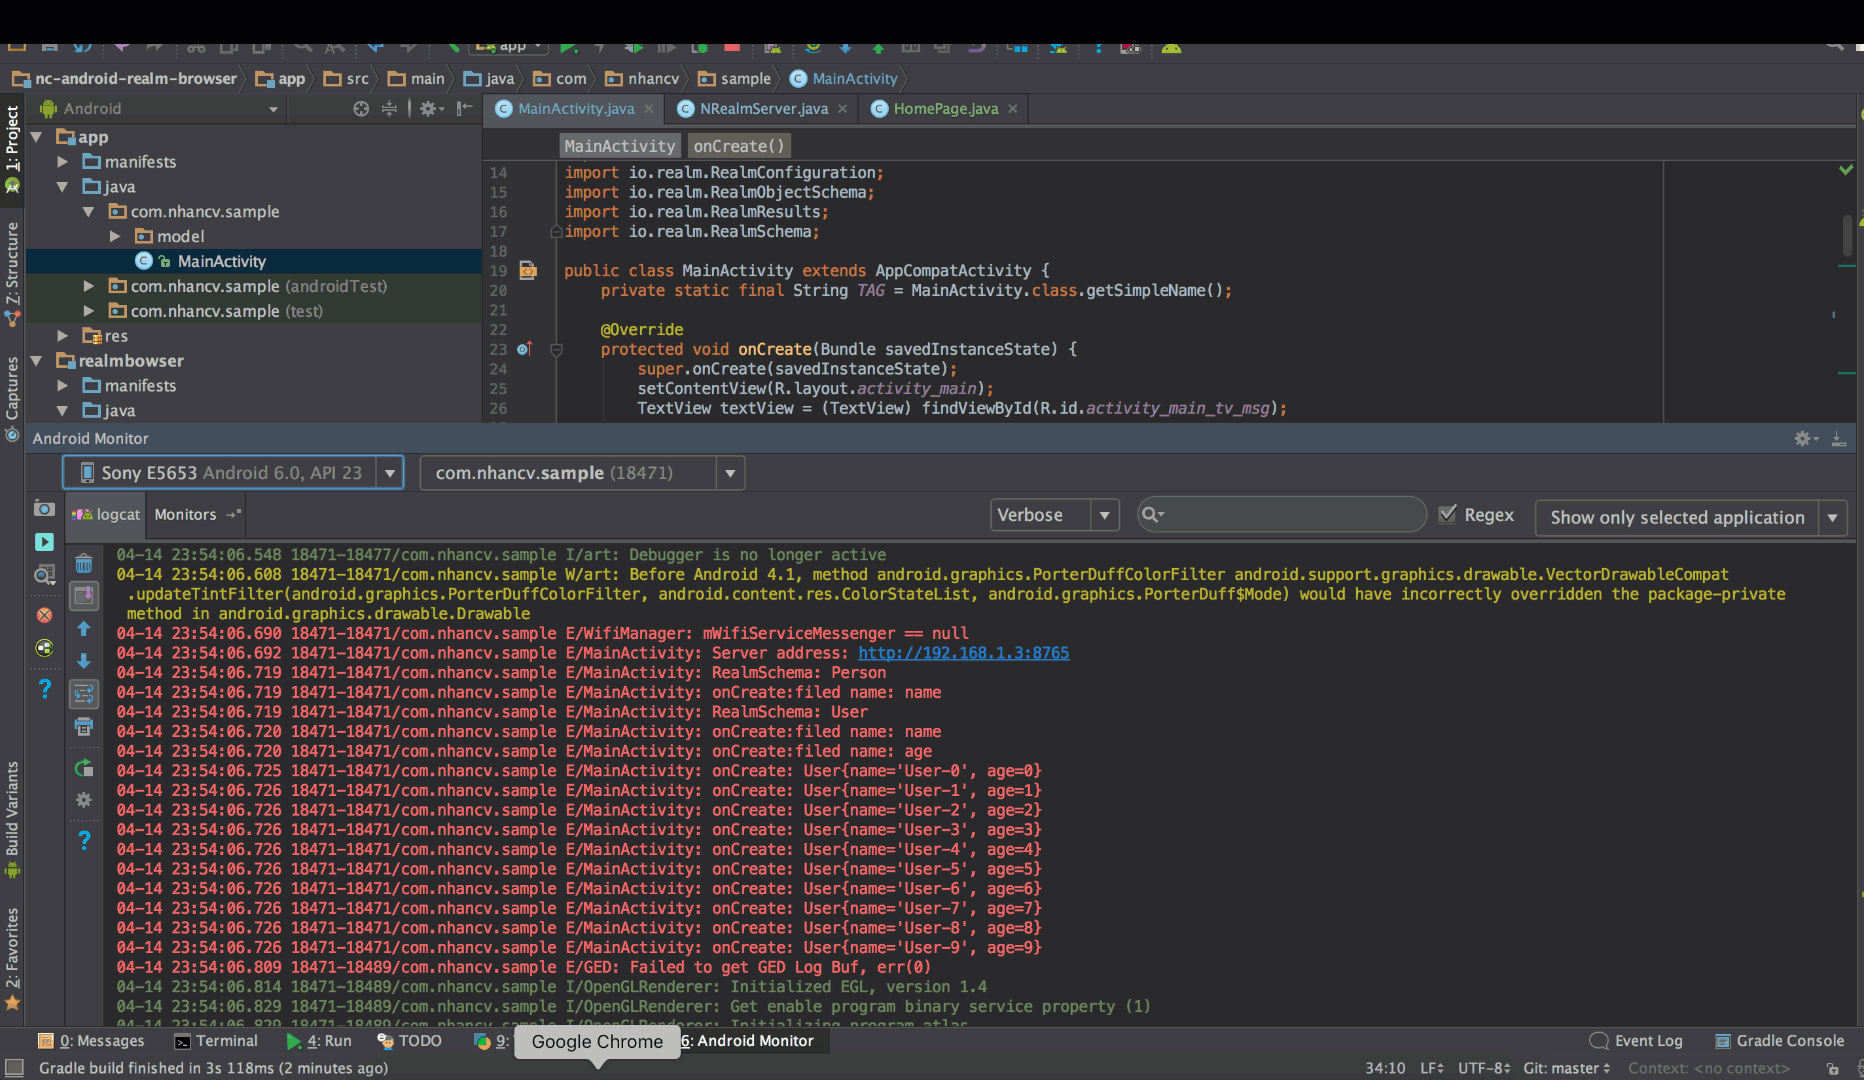 app
nc-android-realm-browser app src main java com nhancv sample MainActivity
Android
MainActivity.java NRealmServer.java HomePage.java
1: Project
Z: Structure
Captures
Build Variants
2: Favorites
app
manifests
java
com.nhancv.sample
model
MainActivity
com.nhancv.sample (androidTest)
com.nhancv.sample (test)
res
realmbowser
manifests
java
MainActivity onCreate()
14 import io.realm.RealmConfiguration;
15 import io.realm.RealmObjectSchema;
16 import io.realm.RealmResults;
17 import io.realm.RealmSchema;
18
19 public class MainActivity extends AppCompatActivity {
20 private static final String TAG = MainActivity.class.getSimpleName();
21
22 @Override
23 protected void onCreate(Bundle savedInstanceState) {
24 super.onCreate(savedInstanceState);
25 setContentView(R.layout.activity_main);
26 TextView textView = (TextView) findViewById(R.id.activity_main_tv_msg);
Android Monitor
Sony E5653 Android 6.0, API 23 com.nhancv.sample (18471)
logcat Monitors Verbose Regex Show only selected application
04-14 23:54:06.548 18471-18477/com.nhancv.sample I/art: Debugger is no longer active
04-14 23:54:06.608 18471-18471/com.nhancv.sample W/art: Before Android 4.1, method android.graphics.PorterDuffColorFilter android.support.graphics.drawable.VectorDrawableCompat
.updateTintFilter(android.graphics.PorterDuffColorFilter, android.content.res.ColorStateList, android.graphics.PorterDuff$Mode) would have incorrectly overridden the package-private
method in android.graphics.drawable.Drawable
04-14 23:54:06.690 18471-18471/com.nhancv.sample E/WifiManager: mWifiServiceMessenger == null
04-14 23:54:06.692 18471-18471/com.nhancv.sample E/MainActivity: Server address: http://192.168.1.3:8765
04-14 23:54:06.719 18471-18471/com.nhancv.sample E/MainActivity: RealmSchema: Person
04-14 23:54:06.719 18471-18471/com.nhancv.sample E/MainActivity: onCreate:filed name: name
04-14 23:54:06.719 18471-18471/com.nhancv.sample E/MainActivity: RealmSchema: User
04-14 23:54:06.720 18471-18471/com.nhancv.sample E/MainActivity: onCreate:filed name: name
04-14 23:54:06.720 18471-18471/com.nhancv.sample E/MainActivity: onCreate:filed name: age
04-14 23:54:06.725 18471-18471/com.nhancv.sample E/MainActivity: onCreate: User{name='User-0', age=0}
04-14 23:54:06.726 18471-18471/com.nhancv.sample E/MainActivity: onCreate: User{name='User-1', age=1}
04-14 23:54:06.726 18471-18471/com.nhancv.sample E/MainActivity: onCreate: User{name='User-2', age=2}
04-14 23:54:06.726 18471-18471/com.nhancv.sample E/MainActivity: onCreate: User{name='User-3', age=3}
04-14 23:54:06.726 18471-18471/com.nhancv.sample E/MainActivity: onCreate: User{name='User-4', age=4}
04-14 23:54:06.726 18471-18471/com.nhancv.sample E/MainActivity: onCreate: User{name='User-5', age=5}
04-14 23:54:06.726 18471-18471/com.nhancv.sample E/MainActivity: onCreate: User{name='User-6', age=6}
04-14 23:54:06.726 18471-18471/com.nhancv.sample E/MainActivity: onCreate: User{name='User-7', age=7}
04-14 23:54:06.726 18471-18471/com.nhancv.sample E/MainActivity: onCreate: User{name='User-8', age=8}
04-14 23:54:06.726 18471-18471/com.nhancv.sample E/MainActivity: onCreate: User{name='User-9', age=9}
04-14 23:54:06.809 18471-18489/com.nhancv.sample E/GED: Failed to get GED Log Buf, err(0)
04-14 23:54:06.814 18471-18489/com.nhancv.sample I/OpenGLRenderer: Initialized EGL, version 1.4
04-14 23:54:06.829 18471-18489/com.nhancv.sample I/OpenGLRenderer: Get enable program binary service property (1)
04-14 23:54:06.829 18471-18489/com.nhancv.sample I/OpenGLRenderer: Initializing program atlas
0: Messages Terminal 4: Run TODO 9: Google Chrome 6: Android Monitor Event Log Gradle Console
Gradle build finished in 3s 118ms (2 minutes ago) 34:10 LF UTF-8 Git: master Context: <no context>